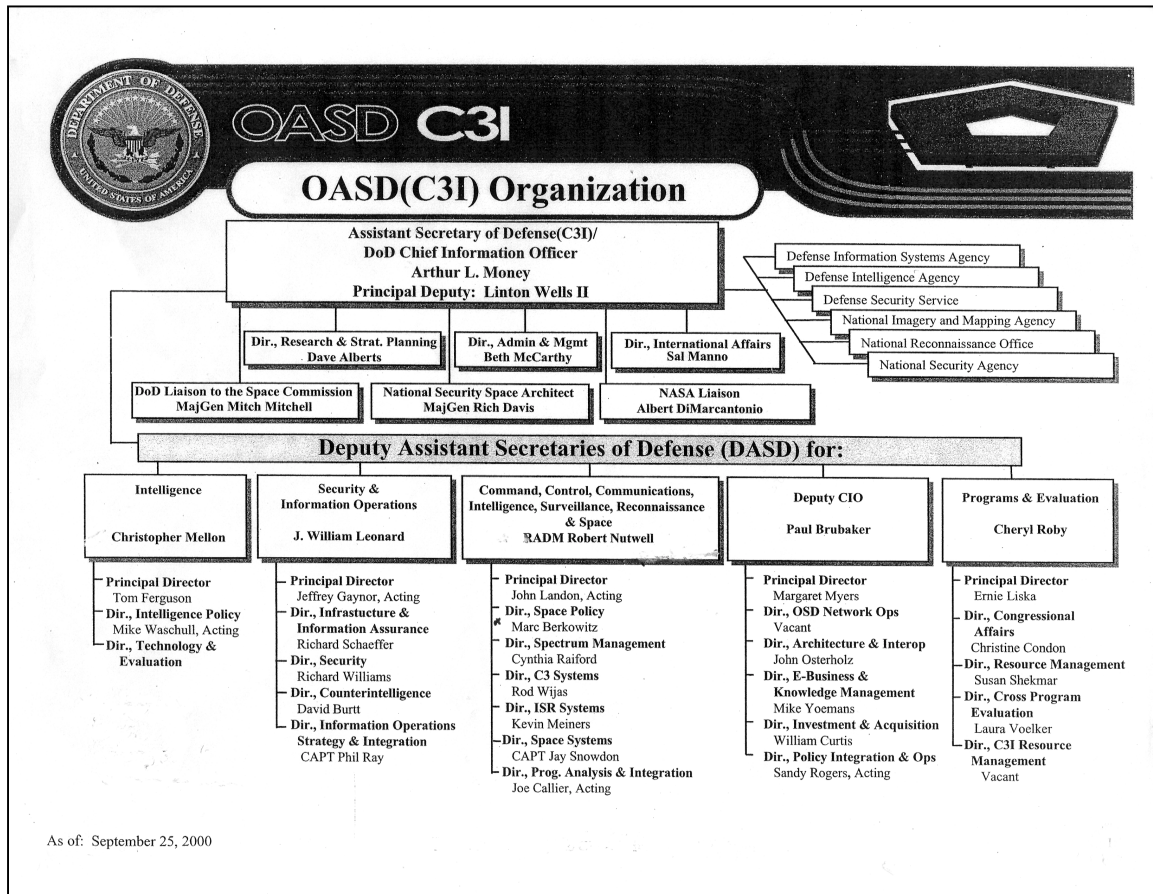 DEPARTMENT OF DEFENSE
UNITED STATES OF AMERICA
OASD C3I
OASD(C3I) Organization
Assistant Secretary of Defense(C3I)/
DoD Chief Information Officer
Arthur L. Money
Principal Deputy: Linton Wells II
Defense Information Systems Agency
Defense Intelligence Agency
Defense Security Service
National Imagery and Mapping Agency
National Reconnaissance Office
National Security Agency
Dir., Research & Strat. Planning
Dave Alberts
Dir., Admin & Mgmt
Beth McCarthy
Dir., International Affairs
Sal Manno
DoD Liaison to the Space Commission
MajGen Mitch Mitchell
National Security Space Architect
MajGen Rich Davis
NASA Liaison
Albert DiMarcantonio
Deputy Assistant Secretaries of Defense (DASD) for:
Intelligence
Christopher Mellon
Principal Director
Tom Ferguson
Dir., Intelligence Policy
Mike Waschull, Acting
Dir., Technology &
Evaluation
Security &
Information Operations
J. William Leonard
Principal Director
Jeffrey Gaynor, Acting
Dir., Infrastucture &
Information Assurance
Richard Schaeffer
Dir., Security
Richard Williams
Dir., Counterintelligence
David Burtt
Dir., Information Operations
Strategy & Integration
CAPT Phil Ray
Command, Control, Communications,
Intelligence, Surveillance, Reconnaissance
& Space
RADM Robert Nutwell
Principal Director
John Landon, Acting
Dir., Space Policy
Marc Berkowitz
Dir., Spectrum Management
Cynthia Raiford
Dir., C3 Systems
Rod Wijas
Dir., ISR Systems
Kevin Meiners
Dir., Space Systems
CAPT Jay Snowdon
Dir., Prog. Analysis & Integration
Joe Callier, Acting
Deputy CIO
Paul Brubaker
Principal Director
Margaret Myers
Dir., OSD Network Ops
Vacant
Dir., Architecture & Interop
John Osterholz
Dir., E-Business &
Knowledge Management
Mike Yoemans
Dir., Investment & Acquisition
William Curtis
Dir., Policy Integration & Ops
Sandy Rogers, Acting
Programs & Evaluation
Cheryl Roby
Principal Director
Ernie Liska
Dir., Congressional
Affairs
Christine Condon
Dir., Resource Management
Susan Shekmar
Dir., Cross Program
Evaluation
Laura Voelker
Dir., C3I Resource
Management
Vacant
As of: September 25, 2000